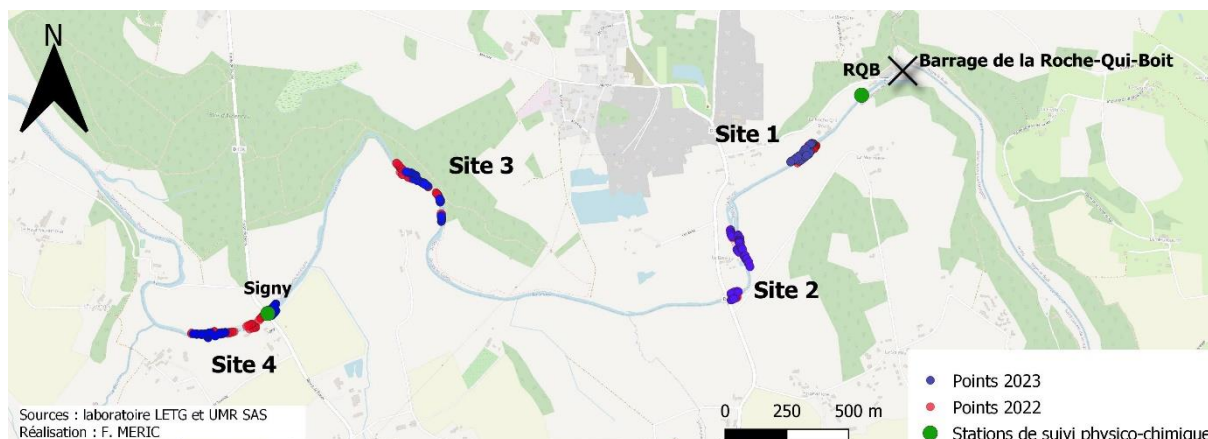 N
RQB
Barrage de la Roche-Qui-Boit
Site 1
Site 3
Signy
Site 2
Site 4
Points 2023
Points 2022
Stations de suivi physico-chimique
0 250 500 m
Sources : laboratoire LETG et UMR SAS
Réalisation : F. MERIC